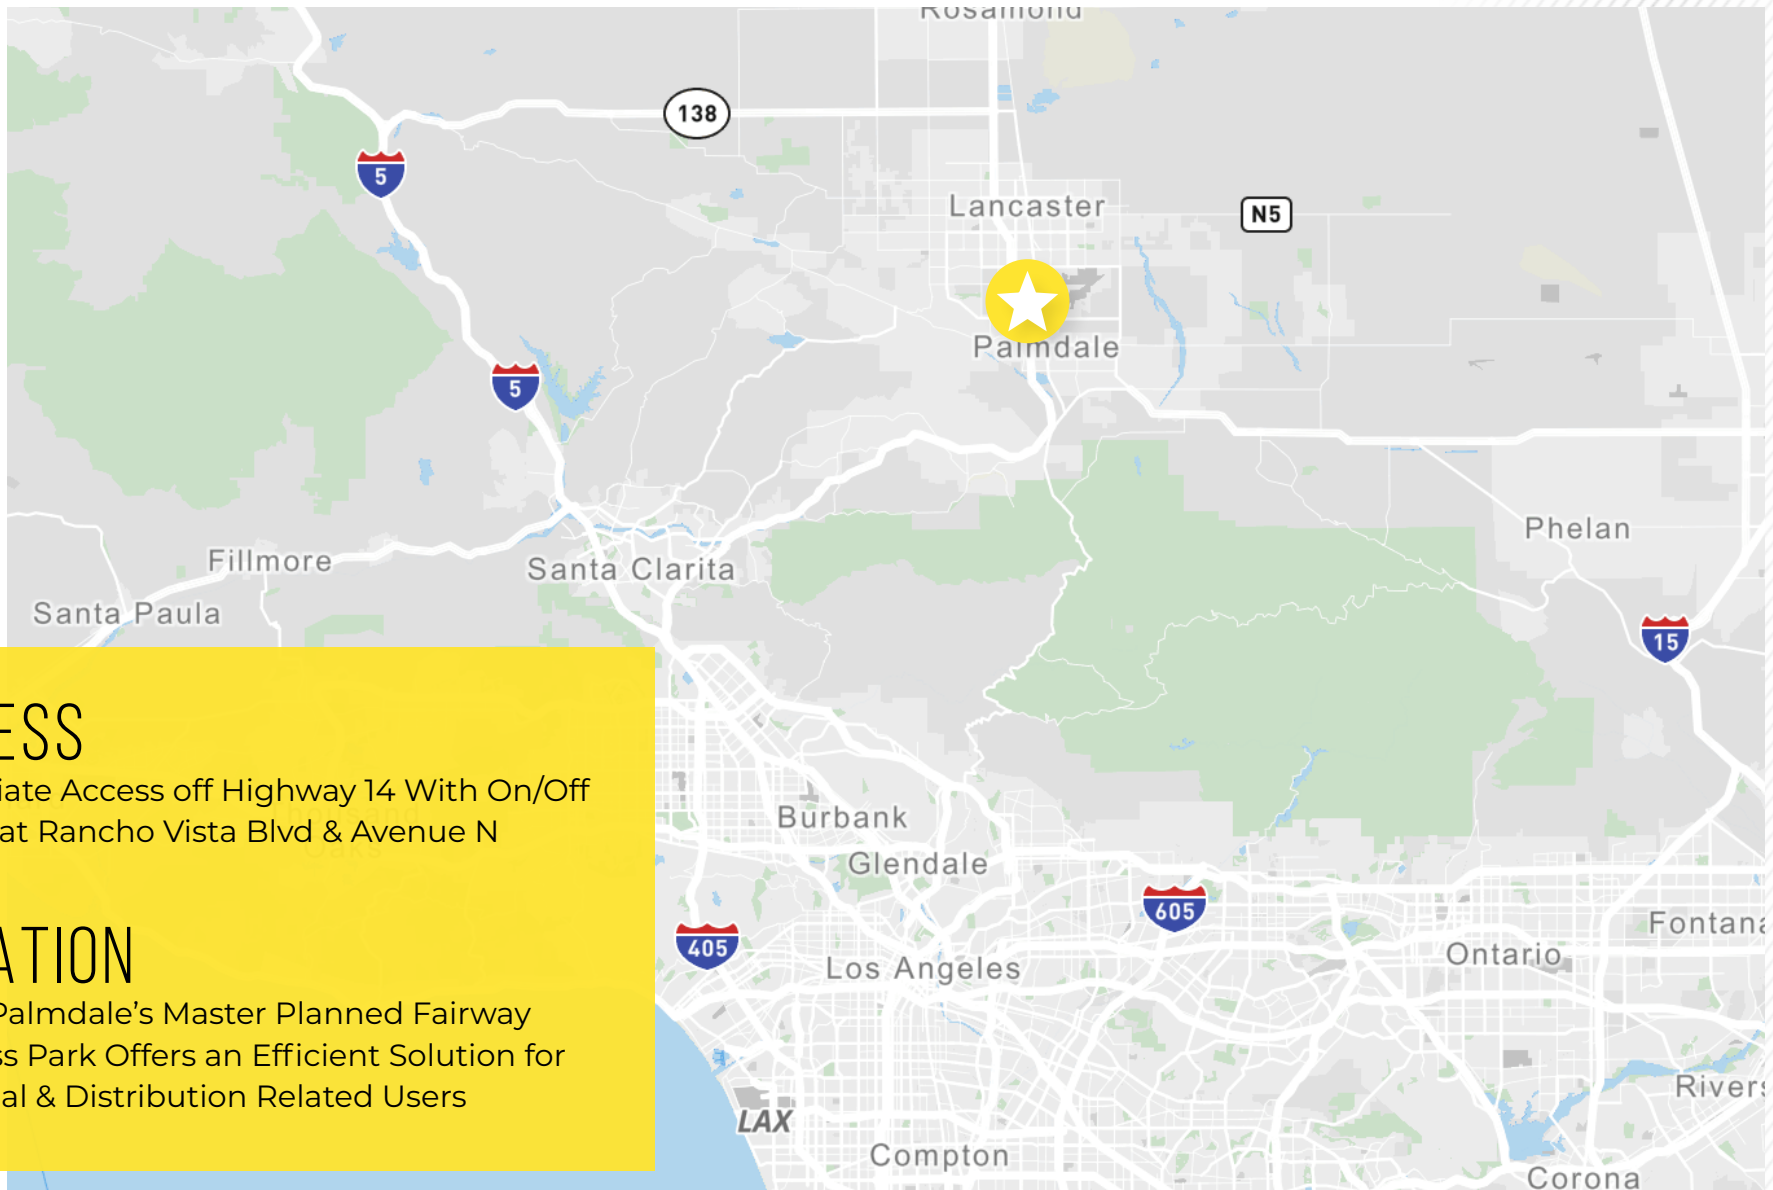 Rosamond
138
5
Lancaster
N5
Palmdale
5
Phelan
Fillmore
Santa Clarita
Santa Paula
15
ESS
iate Access off Highway 14 With On/Off
at Rancho Vista Blvd & Avenue N
Burbank
Glendale
605
405
Fontana
Ontario
Los Angeles
ATION
Palmdale’s Master Planned Fairway
ss Park Offers an Efficient Solution for
al & Distribution Related Users
Rivers
LAX
Compton
Corona